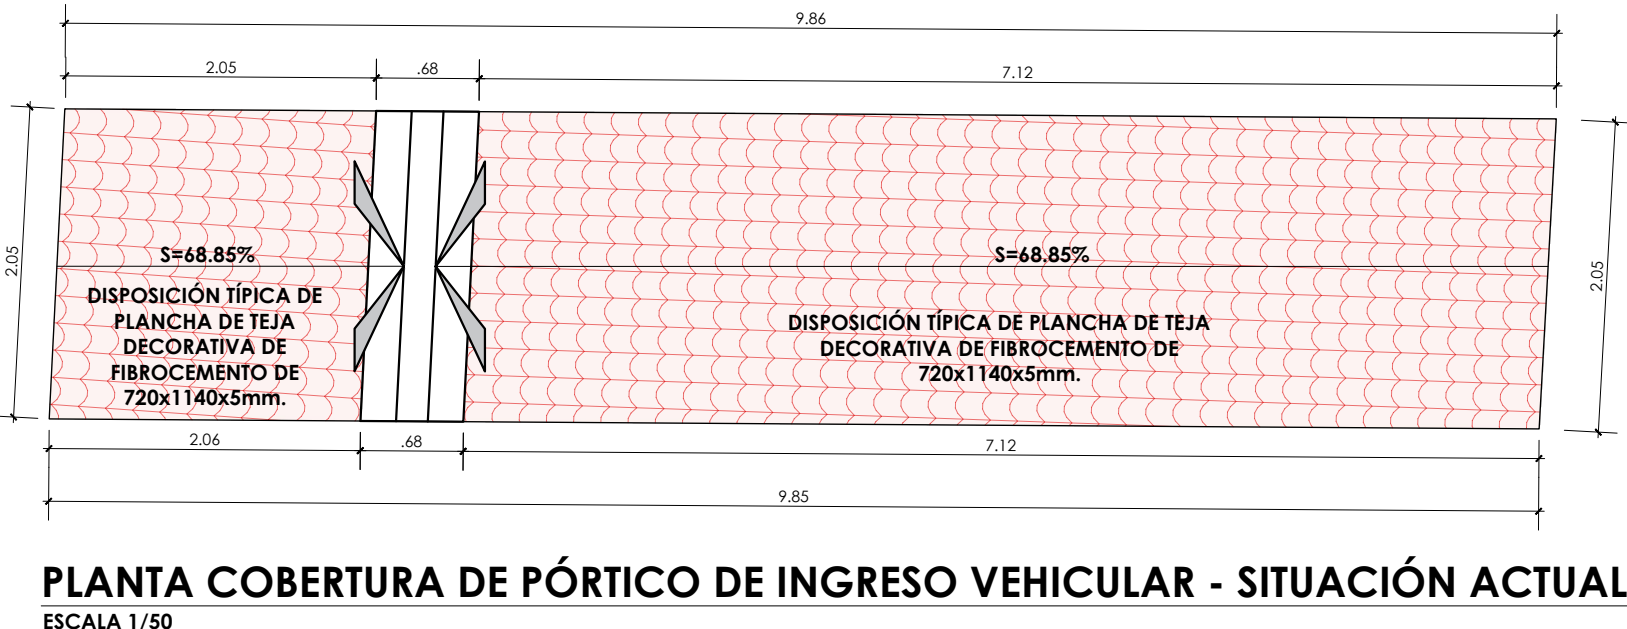 9.86
2.05
.68
7.12
2.05
S=68.85%
S=68.85%
2.05
DISPOSICIÓN TÍPICA DE
PLANCHA DE TEJA
DECORATIVA DE
FIBROCEMENTO DE
720x1140x5mm.
DISPOSICIÓN TÍPICA DE PLANCHA DE TEJA
DECORATIVA DE FIBROCEMENTO DE
720x1140x5mm.
2.06
.68
7.12
9.85
PLANTA COBERTURA DE PÓRTICO DE INGRESO VEHICULAR - SITUACIÓN ACTUAL
ESCALA 1/50